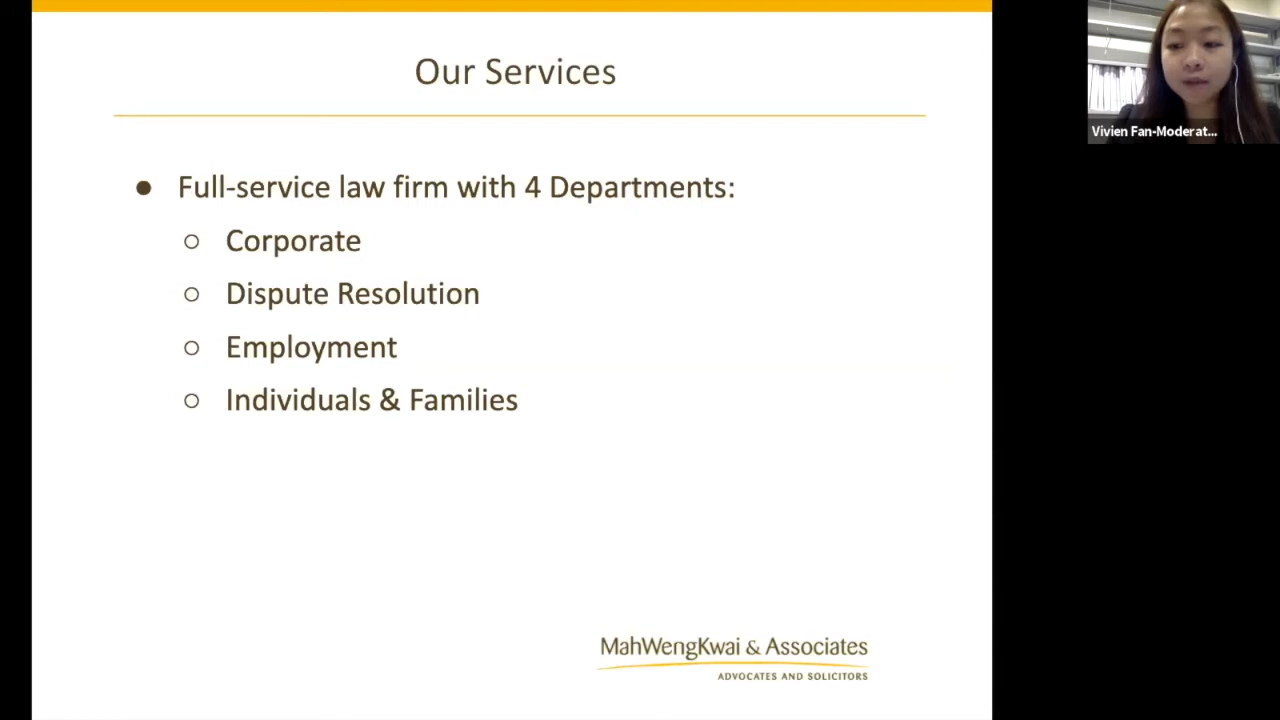 Our Services
● Full-service law firm with 4 Departments:
○ Corporate
○ Dispute Resolution
○ Employment
○ Individuals & Families
MahWengKwai & Associates
ADVOCATES AND SOLICITORS
Vivien Fan-Moderat...